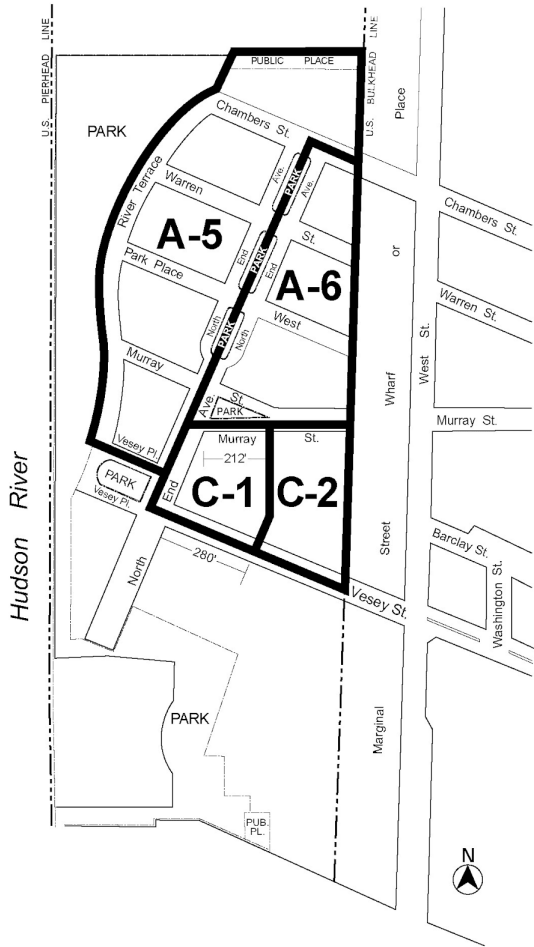 U.S. PIERHEAD LINE
U.S. BULKHEAD LINE
PUBLIC PLACE
PARK
Chambers St.
Place
River Terrace
Warren
Ave.
PARK
Ave.
Chambers St.
A-5
End
PARK
End
St.
or
Park Place
A-6
Warren St.
North
PARK
North
West
West St.
Murray
Wharf
Ave.
St.
PARK
Murray St.
Vesey Pl.
Murray St.
212'
PARK
Vesey Pl.
End
C-1
C-2
Hudson River
Street
Barclay St.
280'
North
Vesey St.
Washington St.
PARK
Marginal
PUB.
PL.
N